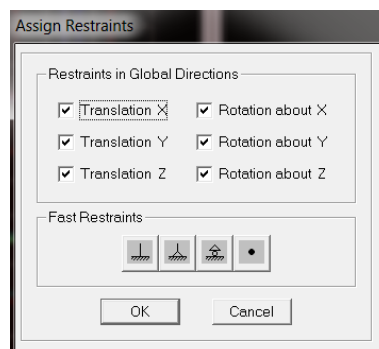 Assign Restraints
Restraints in Global Directions
Translation X Rotation about X
Translation Y Rotation about Y
Translation Z Rotation about Z
Fast Restraints
OK Cancel